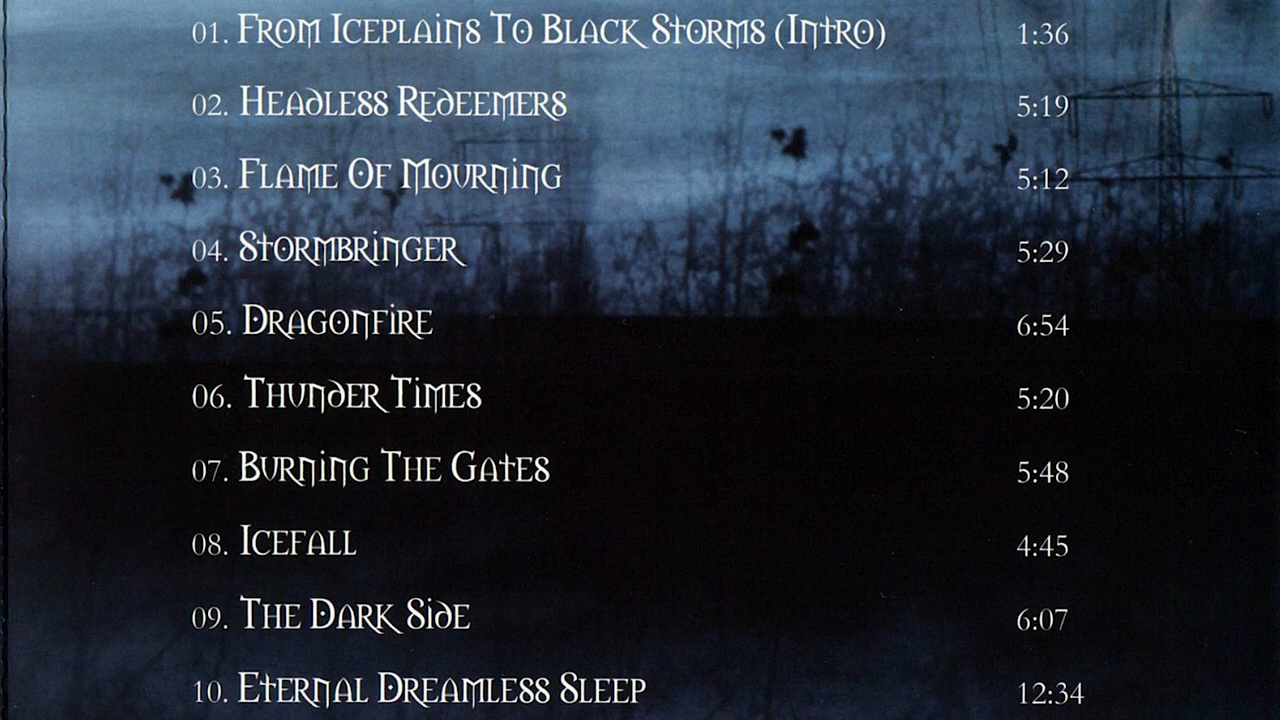 01. From Iceplains To Black Storms (Intro) 1:36
02. Headless Redeemers 5:19
03. Flame Of Mourning 5:12
04. Stormbringer 5:29
05. Dragonfire 6:54
06. Thunder Times 5:20
07. Burning The Gates 5:48
08. Icefall 4:45
09. The Dark Side 6:07
10. Eternal Dreamless Sleep 12:34